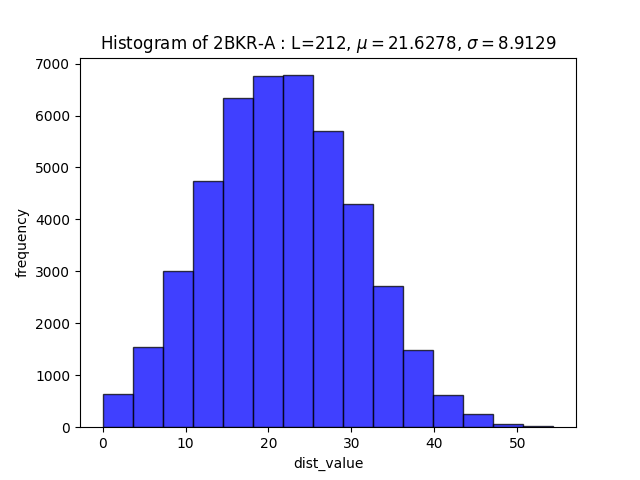 Histogram of 2BKR-A : L=212, μ = 21.6278, σ = 8.9129
7000
6000
5000
4000
3000
2000
1000
0
frequency
0 10 20 30 40 50
dist_value